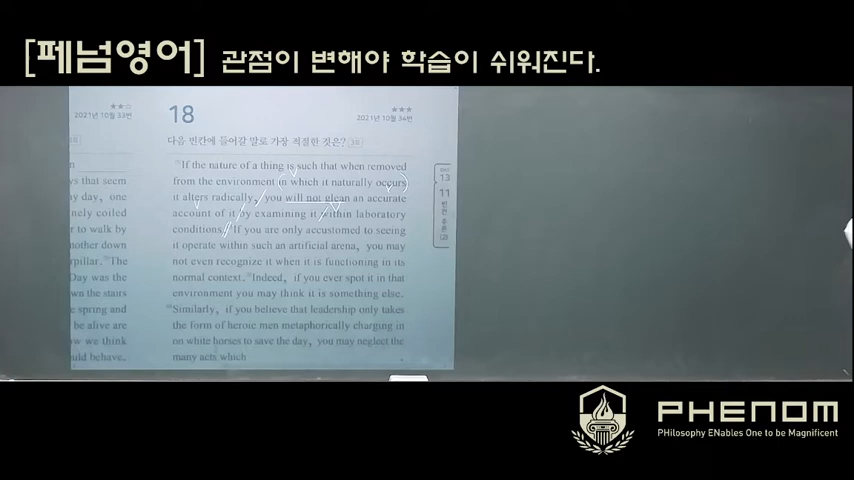 [페넘영어] 관점이 변해야 학습이 쉬워진다.
★★☆
2021년 10월 33번
n
ys that seem
y day, one
nely coiled
r to walk by
nother down
rpillar. The
Day was the
wn the stairs
e spring and
be alive are
ow we think
ould behave.
18
★★★
2021년 10월 34번
다음 빈칸에 들어갈 말로 가장 적절한 것은? [3점]
If the nature of a thing is such that when removed
from the environment in which it naturally occurs
it alters radically, you will not glean an accurate
account of it by examining it within laboratory
conditions. If you are only accustomed to seeing
it operate within such an artificial arena, you may
not even recognize it when it is functioning in its
normal context. Indeed, if you ever spot it in that
environment you may think it is something else.
Similarly, if you believe that leadership only takes
the form of heroic men metaphorically charging in
on white horses to save the day, you may neglect the
many acts which
13
11
빈칸 추론
PHENOM
PHilosophy ENables One to be Magnificent